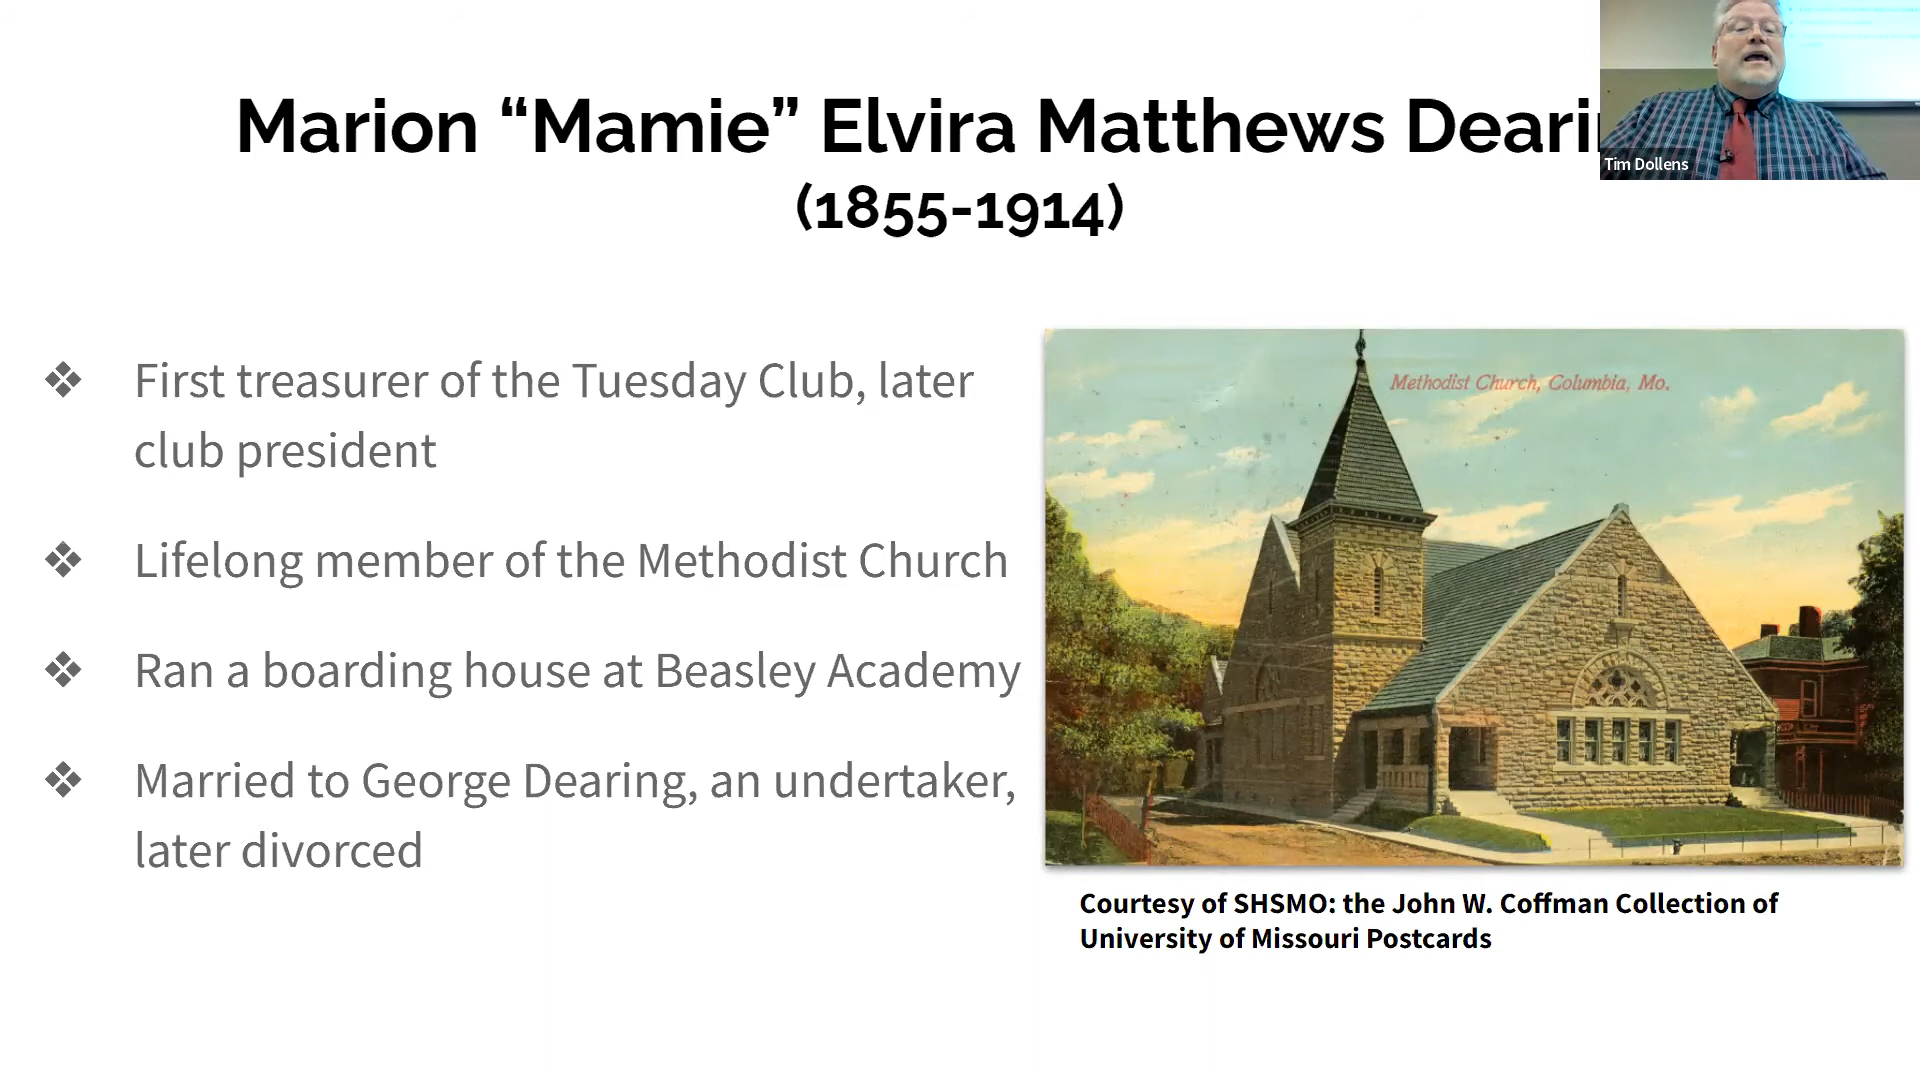 Marion “Mamie” Elvira Matthews
(1855-1914)
Tim Dollens
❖ First treasurer of the Tuesday Club, later
club president
❖ Lifelong member of the Methodist Church
❖ Ran a boarding house at Beasley Academy
❖ Married to George Dearing, an undertaker,
later divorced
Methodist Church, Columbia, Mo.
Courtesy of SHSMO: the John W. Coffman Collection of
University of Missouri Postcards